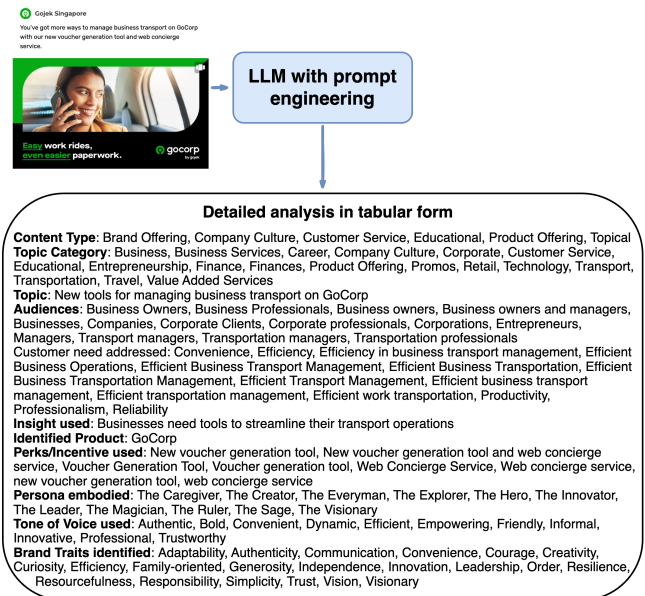 Gojek Singapore
You've got more ways to manage business transport on GoCorp
with our new voucher generation tool and web concierge
service.
Easy work rides,
even easier paperwork.
gocorp
by gojek
LLM with prompt
engineering
Detailed analysis in tabular form
Content Type: Brand Offering, Company Culture, Customer Service, Educational, Product Offering, Topical
Topic Category: Business, Business Services, Career, Company Culture, Corporate, Customer Service,
Educational, Entrepreneurship, Finance, Finances, Product Offering, Promos, Retail, Technology, Transport,
Transportation, Travel, Value Added Services
Topic: New tools for managing business transport on GoCorp
Audiences: Business Owners, Business Professionals, Business owners, Business owners and managers,
Businesses, Companies, Corporate Clients, Corporate professionals, Corporations, Entrepreneurs,
Managers, Transport managers, Transportation managers, Transportation professionals
Customer need addressed: Convenience, Efficiency, Efficiency in business transport management, Efficient
Business Operations, Efficient Business Transport Management, Efficient Business Transportation, Efficient
Business Transportation Management, Efficient Transport Management, Efficient business transport
management, Efficient transportation management, Efficient work transportation, Productivity,
Professionalism, Reliability
Insight used: Businesses need tools to streamline their transport operations
Identified Product: GoCorp
Perks/Incentive used: New voucher generation tool, New voucher generation tool and web concierge
service, Voucher Generation Tool, Voucher generation tool, Web Concierge Service, Web concierge service,
new voucher generation tool, web concierge service
Persona embodied: The Caregiver, The Creator, The Everyman, The Explorer, The Hero, The Innovator,
The Leader, The Magician, The Ruler, The Sage, The Visionary
Tone of Voice used: Authentic, Bold, Convenient, Dynamic, Efficient, Empowering, Friendly, Informal,
Innovative, Professional, Trustworthy
Brand Traits identified: Adaptability, Authenticity, Communication, Convenience, Courage, Creativity,
Curiosity, Efficiency, Family-oriented, Generosity, Independence, Innovation, Leadership, Order, Resilience,
Resourcefulness, Responsibility, Simplicity, Trust, Vision, Visionary